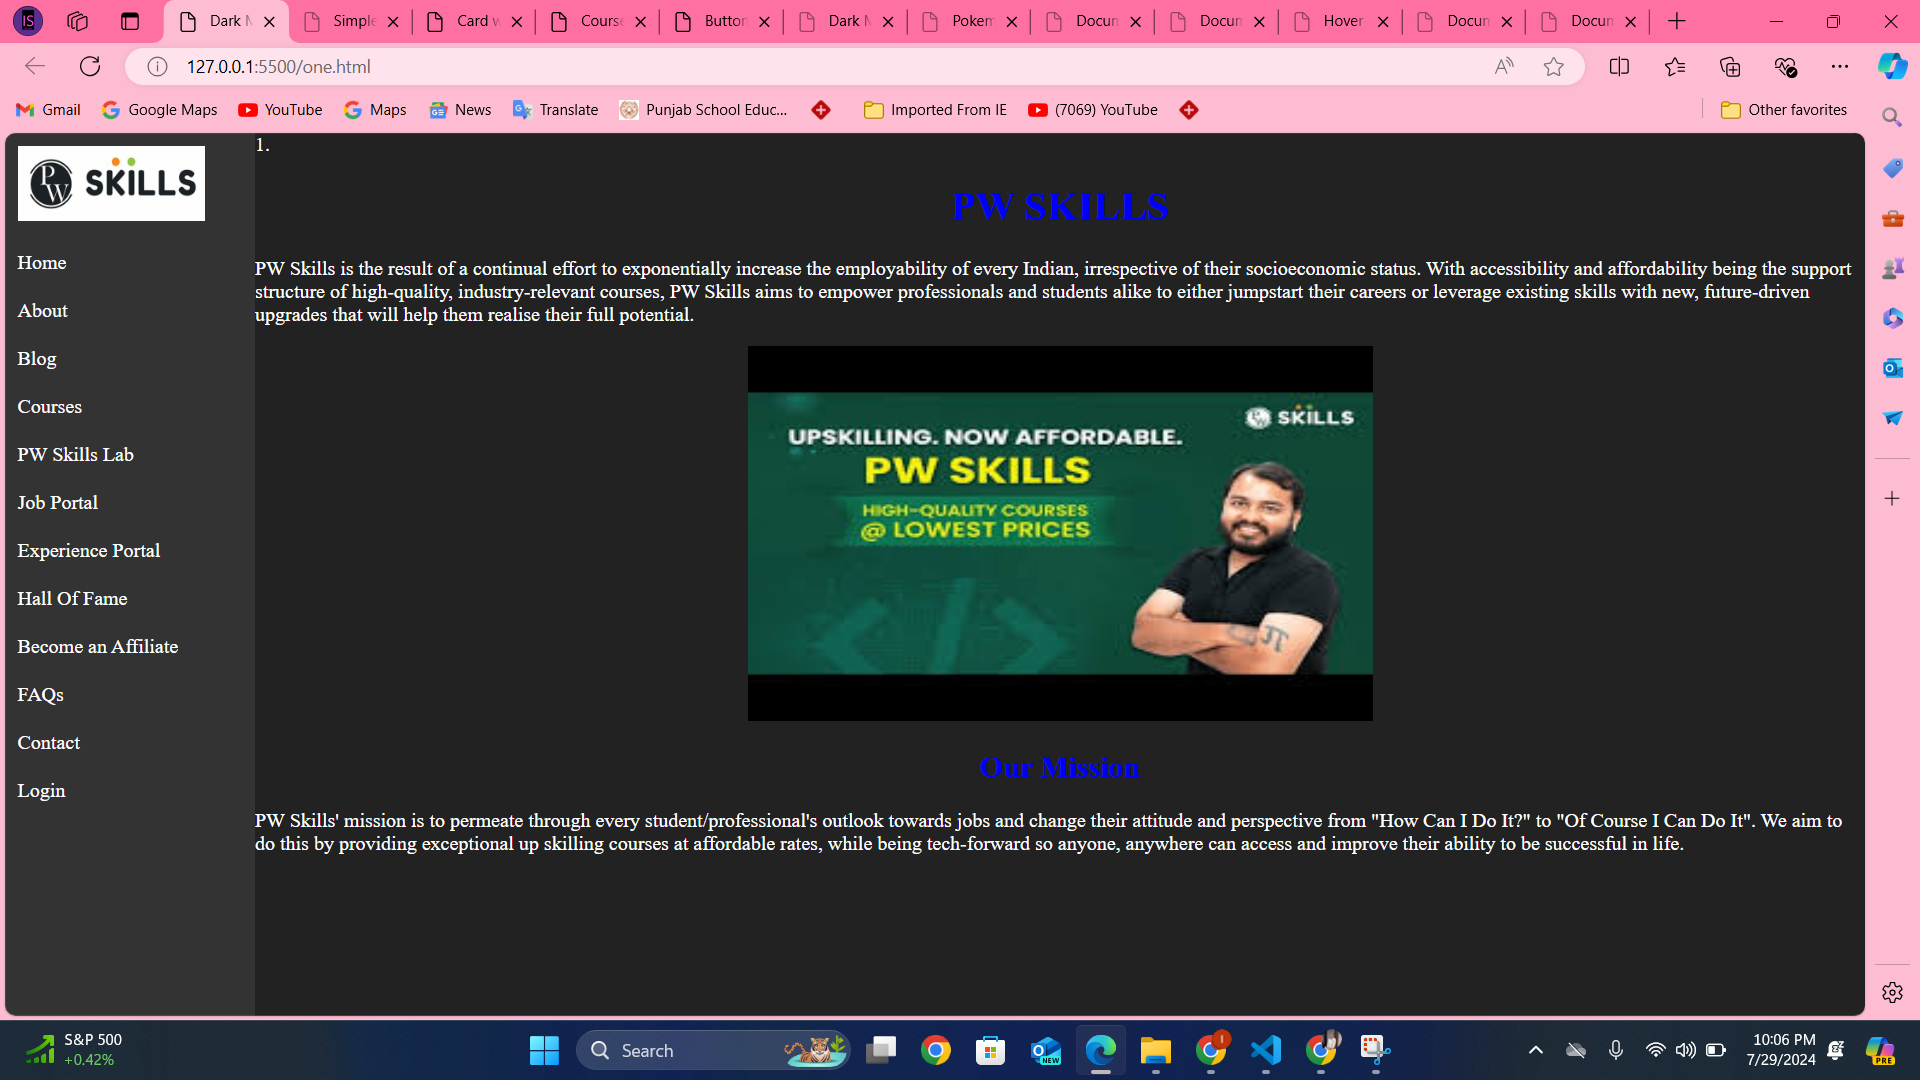 IS
Dark M
Simple
Card w
Course
Button
Dark M
Pokem
Docum
Docum
Hover
Docum
Docum
127.0.0.1:5500/one.html
Gmail
Google Maps
YouTube
Maps
News
Translate
Punjab School Educ...
Imported From IE
(7069) YouTube
Other favorites
PW SKILLS
Home
About
Blog
Courses
PW Skills Lab
Job Portal
Experience Portal
Hall Of Fame
Become an Affiliate
FAQs
Contact
Login
1.
PW SKILLS
PW Skills is the result of a continual effort to exponentially increase the employability of every Indian, irrespective of their socioeconomic status. With accessibility and affordability being the support
structure of high-quality, industry-relevant courses, PW Skills aims to empower professionals and students alike to either jumpstart their careers or leverage existing skills with new, future-driven
upgrades that will help them realise their full potential.
PW SKILLS
UPSKILLING. NOW AFFORDABLE.
PW SKILLS
HIGH-QUALITY COURSES
@ LOWEST PRICES
Our Mission
PW Skills' mission is to permeate through every student/professional's outlook towards jobs and change their attitude and perspective from "How Can I Do It?" to "Of Course I Can Do It". We aim to
do this by providing exceptional up skilling courses at affordable rates, while being tech-forward so anyone, anywhere can access and improve their ability to be successful in life.
S&P 500
+0.42%
Search
NEW
10:06 PM
7/29/2024
PRE